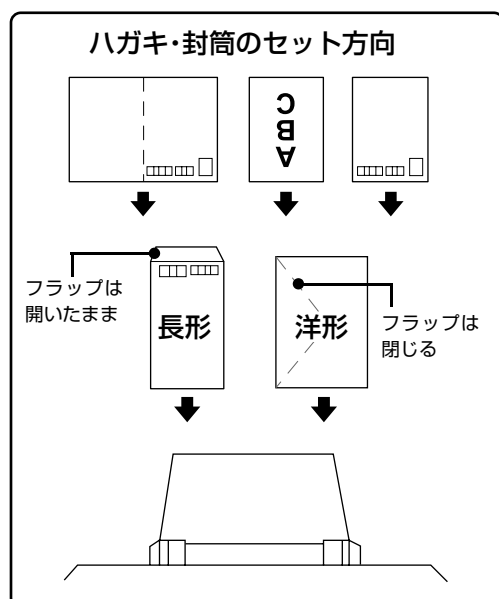 ハガキ・封筒のセット方向
A B C
フラップは
開いたまま
長形
洋形
フラップは
閉じる